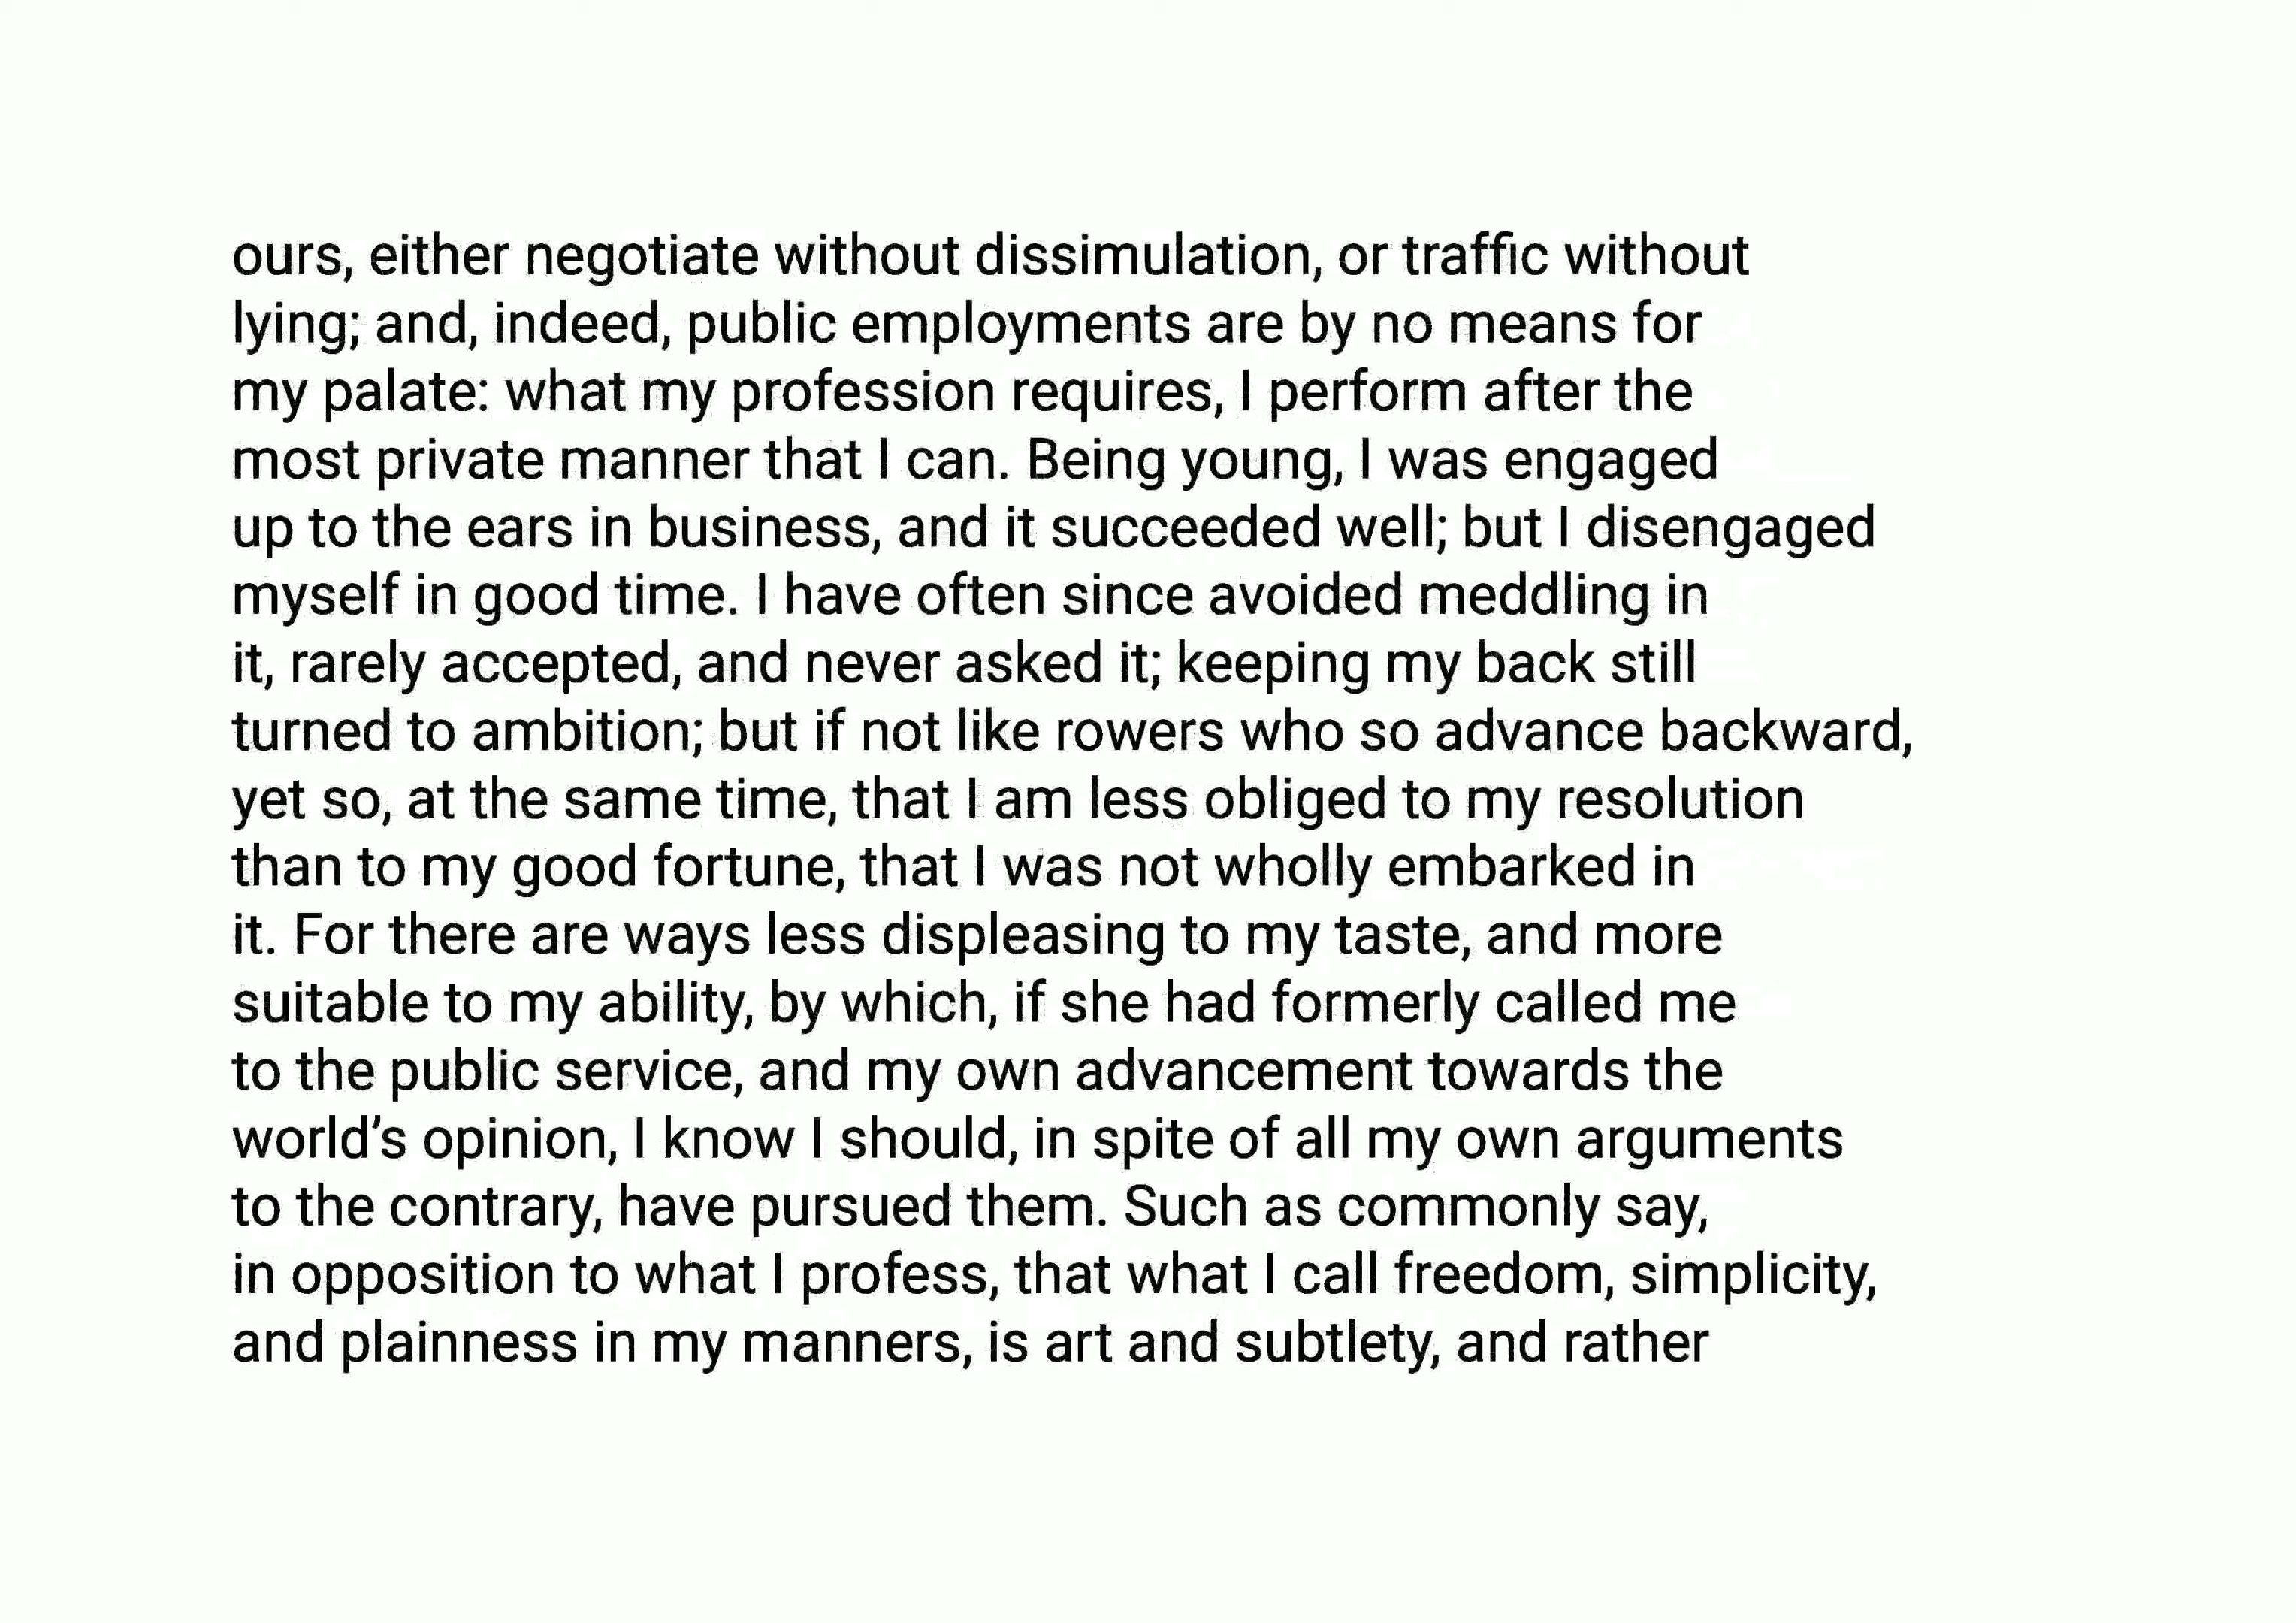 ours, either negotiate without dissimulation, or traffic without
lying; and, indeed, public employments are by no means for
my palate: what my profession requires, I perform after the
most private manner that I can. Being young, I was engaged
up to the ears in business, and it succeeded well; but I disengaged
myself in good time. I have often since avoided meddling in
it, rarely accepted, and never asked it; keeping my back still
turned to ambition; but if not like rowers who so advance backward,
yet so, at the same time, that I am less obliged to my resolution
than to my good fortune, that I was not wholly embarked in
it. For there are ways less displeasing to my taste, and more
suitable to my ability, by which, if she had formerly called me
to the public service, and my own advancement towards the
world’s opinion, I know I should, in spite of all my own arguments
to the contrary, have pursued them. Such as commonly say,
in opposition to what I profess, that what I call freedom, simplicity,
and plainness in my manners, is art and subtlety, and rather